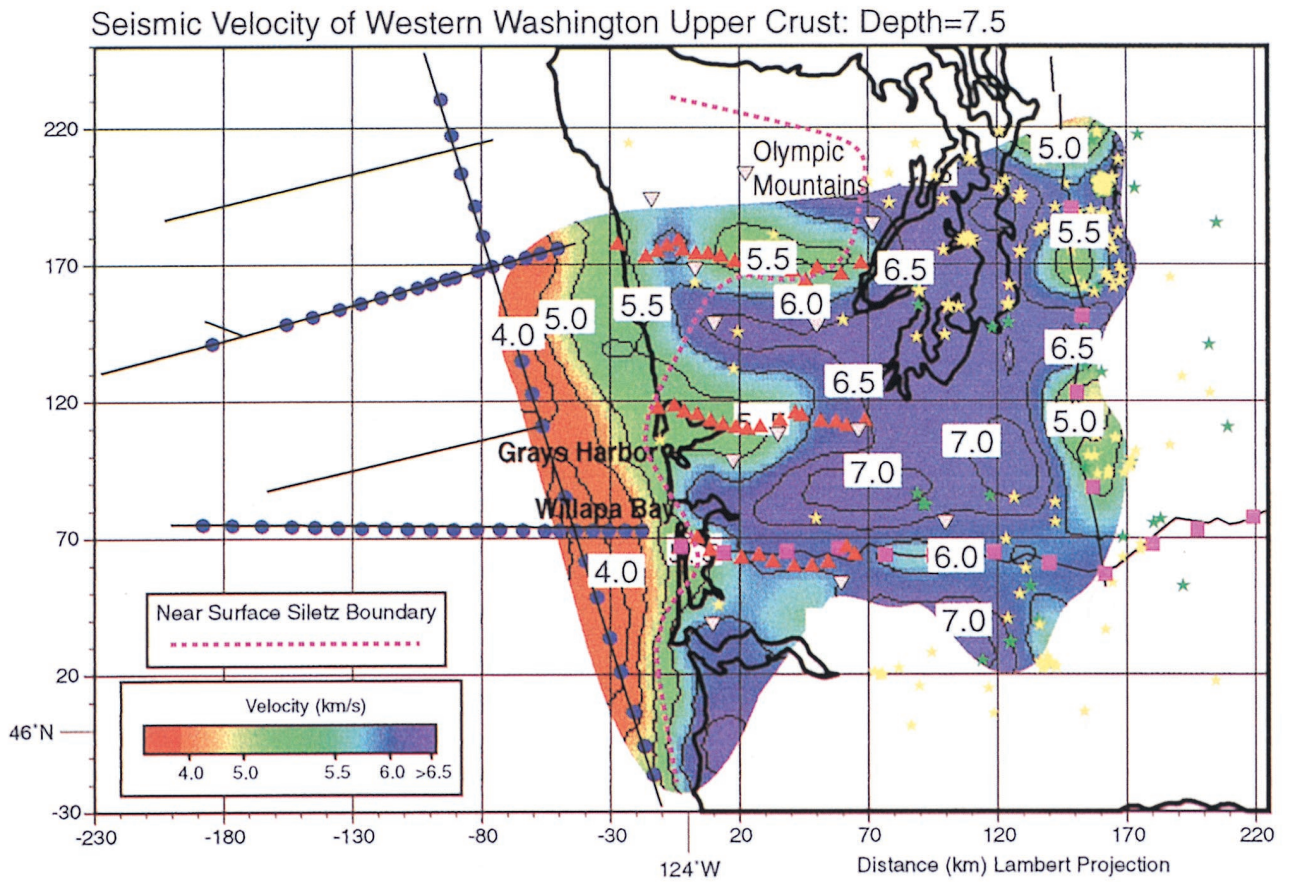 Seismic Velocity of Western Washington Upper Crust: Depth=7.5
220
170
120
70
20
46°N
-30
Olympic
Mountains
5.0
5.5
5.5
6.5
5.5
6.0
5.0
4.0
6.5
6.5
5.0
7.0
7.0
Grays Harbor
Willapa Bay
6.0
4.0
7.0
Near Surface Siletz Boundary
Velocity (km/s)
4.0 5.0 5.5 6.0 >6.5
-230 -180 -130 -80 -30 20 70 120 170 220
124°W
Distance (km) Lambert Projection